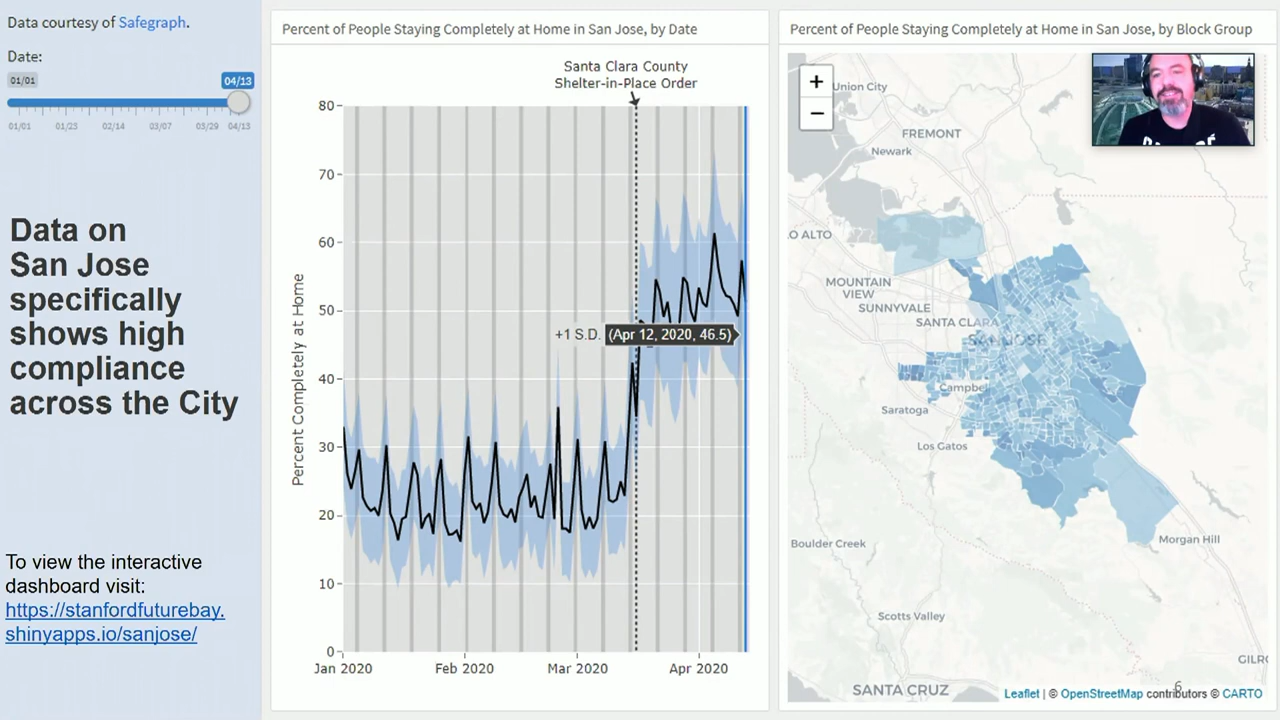 Data courtesy of Safegraph.
Date:
01/01
04/13
01/01 01/23 02/14 03/07 03/29 04/13
Data on
San Jose
specifically
shows high
compliance
across the City
To view the interactive
dashboard visit:
https://stanfordfuturebay.
shinyapps.io/sanjose/
Percent of People Staying Completely at Home in San Jose, by Date
Santa Clara County
Shelter-in-Place Order
Percent Completely at Home
80
70
60
50
40
30
20
10
0
+1 S.D. (Apr 12, 2020, 46.5)
Jan 2020 Feb 2020 Mar 2020 Apr 2020
Percent of People Staying Completely at Home in San Jose, by Block Group
+
−
Union City
FREMONT
Newark
O ALTO
MOUNTAIN
VIEW
SUNNYVALE
SANTA CLARA
SAN JOSE
Campbel
Saratoga
Los Gatos
Boulder Creek
Morgan Hill
Scotts Valley
GILR
SANTA CRUZ
6
Leaflet | © OpenStreetMap contributors © CARTO